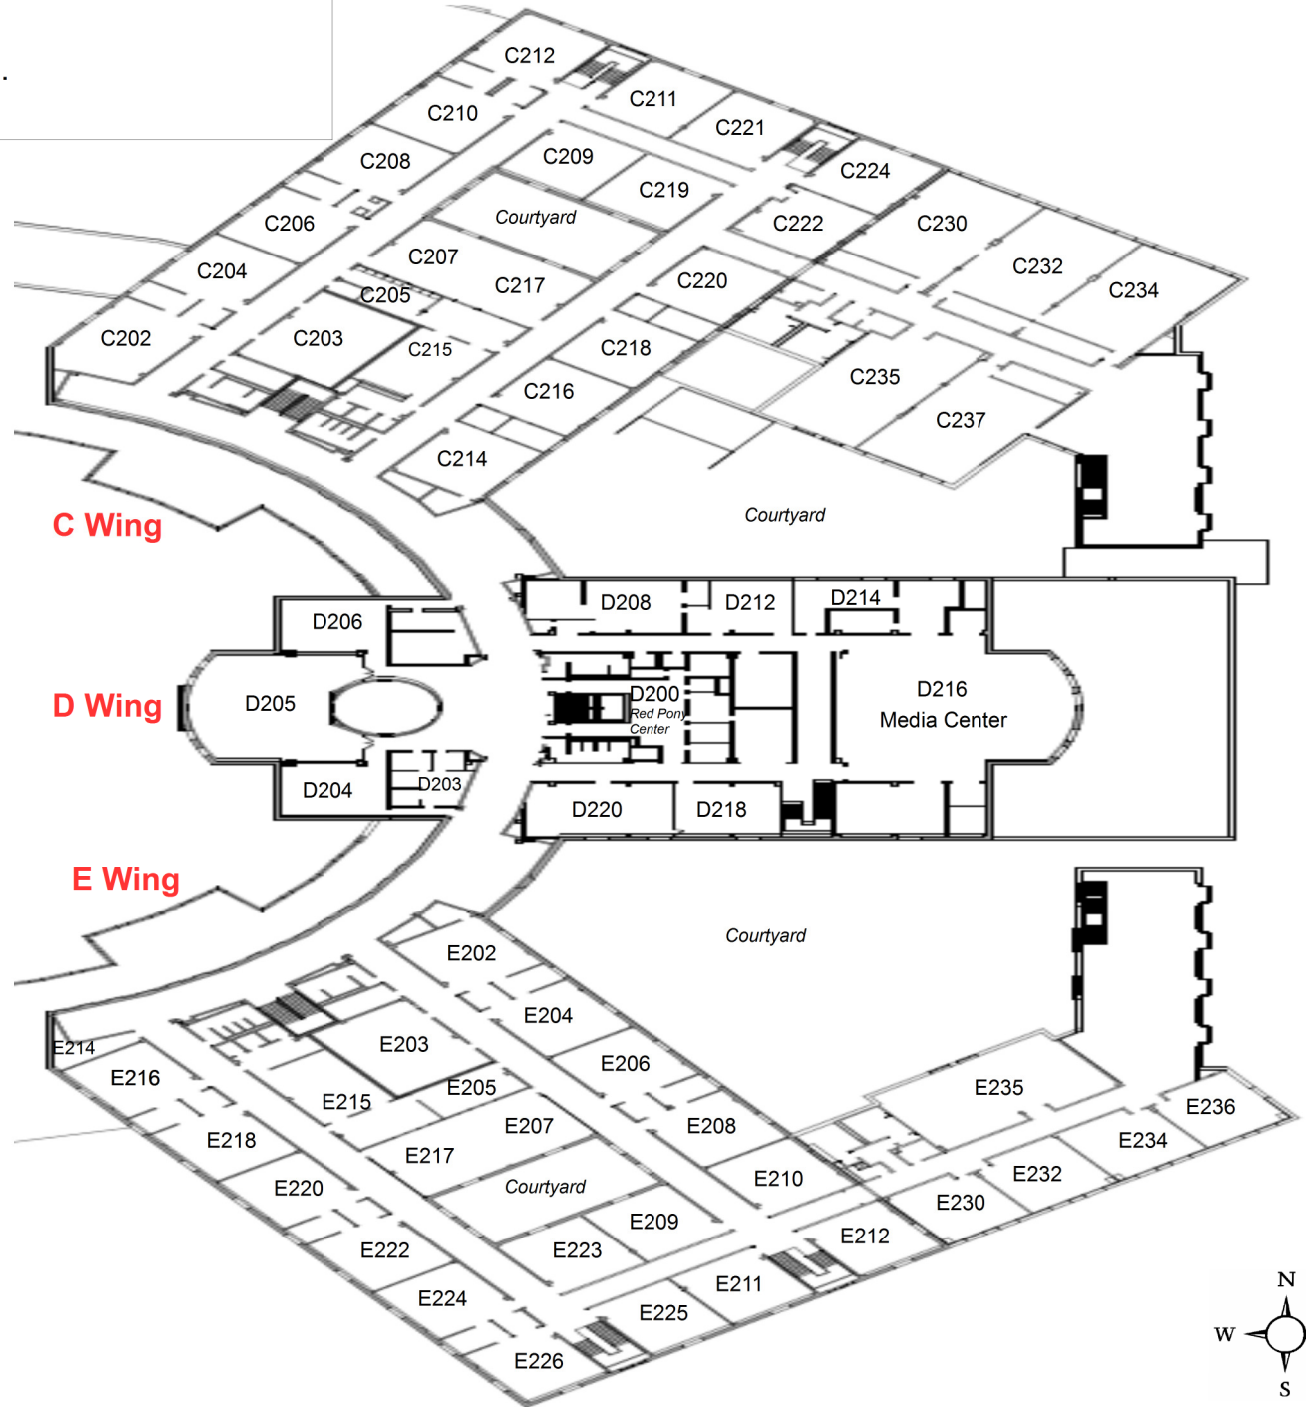 .
C212
C211
C210
C221
C209
C208
C224
C219
Courtyard
C206
C222
C230
C207
C232
C204
C220
C217
C234
C205
C202
C203
C215
C218
C235
C216
C237
C214
C Wing
Courtyard
D208
D212
D214
D206
D Wing
D205
D200
Red Pony
Center
D216
Media Center
D204
D203
D220
D218
E Wing
Courtyard
E202
E204
E203
E214
E206
E216
E205
E235
E215
E207
E208
E236
E218
E217
E234
E210
E232
E220
Courtyard
E230
E209
E212
E222
E223
E211
E224
E225
E226
N
W
S